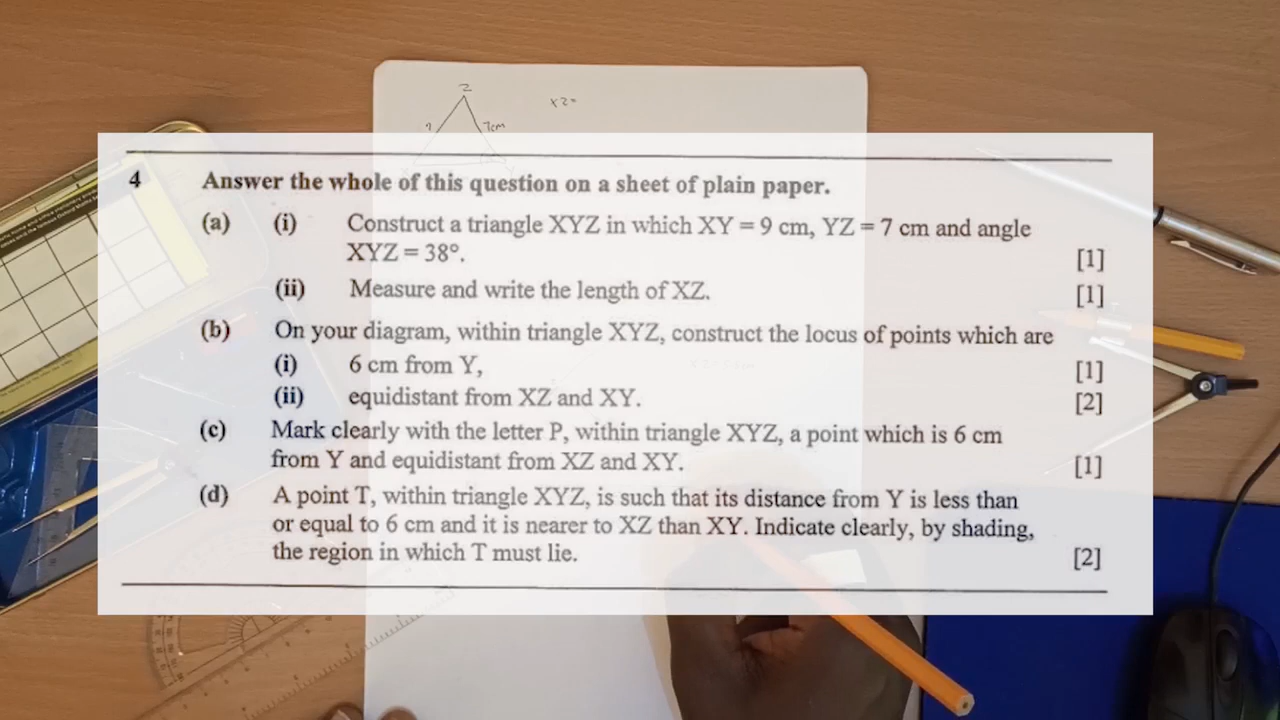 Z
XZ=
?
7cm
4 Answer the whole of this question on a sheet of plain paper.
(a) (i) Construct a triangle XYZ in which XY = 9 cm, YZ = 7 cm and angle
XYZ = 38°. [1]
(ii) Measure and write the length of XZ. [1]
(b) On your diagram, within triangle XYZ, construct the locus of points which are
(i) 6 cm from Y, [1]
(ii) equidistant from XZ and XY. [2]
(c) Mark clearly with the letter P, within triangle XYZ, a point which is 6 cm
from Y and equidistant from XZ and XY. [1]
(d) A point T, within triangle XYZ, is such that its distance from Y is less than
or equal to 6 cm and it is nearer to XZ than XY. Indicate clearly, by shading,
the region in which T must lie. [2]